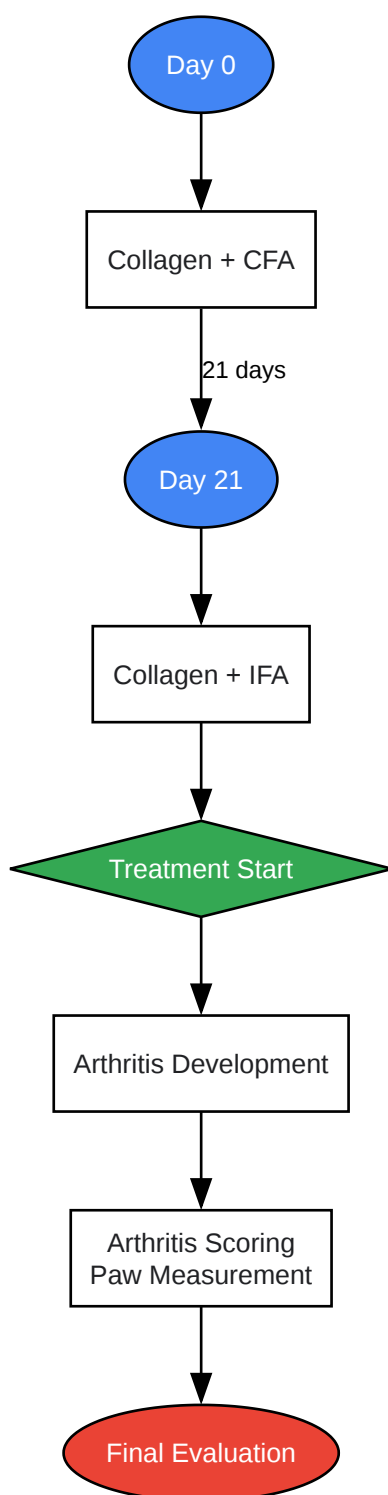 Day 0
Collagen + CFA
21 days
Day 21
Collagen + IFA
Treatment Start
Arthritis Development
Arthritis Scoring
Paw Measurement
Final Evaluation